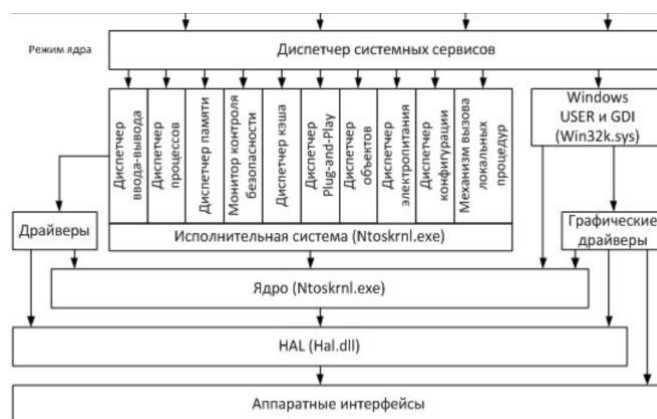 Режим ядра
Диспетчер системных сервисов
Диспетчер
ввода-вывода
Диспетчер
процессов
Диспетчер памяти
Монитор контроля
безопасности
Диспетчер кэша
Диспетчер
Plug-and-Play
Диспетчер
объектов
Диспетчер
электропитания
Диспетчер
конфигурации
Механизм вызова
локальных
процедур
Windows
USER и GDI
(Win32k.sys)
Драйверы
Исполнительная система (Ntoskrnl.exe)
Графические
драйверы
Ядро (Ntoskrnl.exe)
HAL (Hal.dll)
Аппаратные интерфейсы